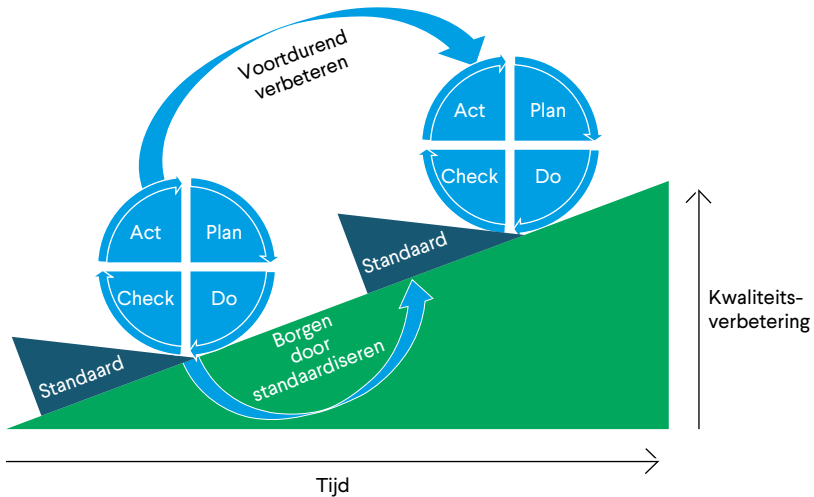 Voortdurend
verbeteren
Act
Plan
Check
Do
Standaard
Act
Plan
Check
Do
Standaard
Borgen
door
standaardiseren
Kwaliteits-
verbetering
Tijd